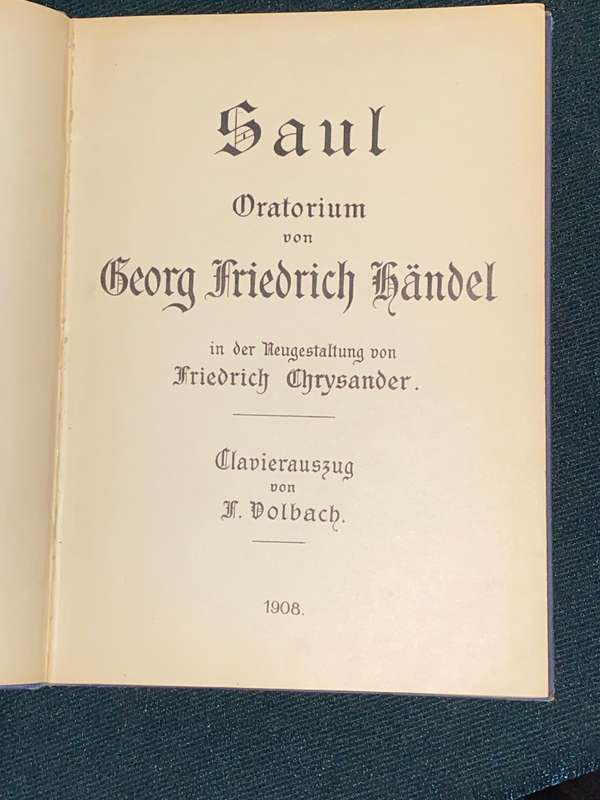 Saul
Oratorium
von
Georg Friedrich Händel
in der Neugestaltung von
Friedrich Chrysander.
Clavierauszug
von
F. Volbach.
1908.